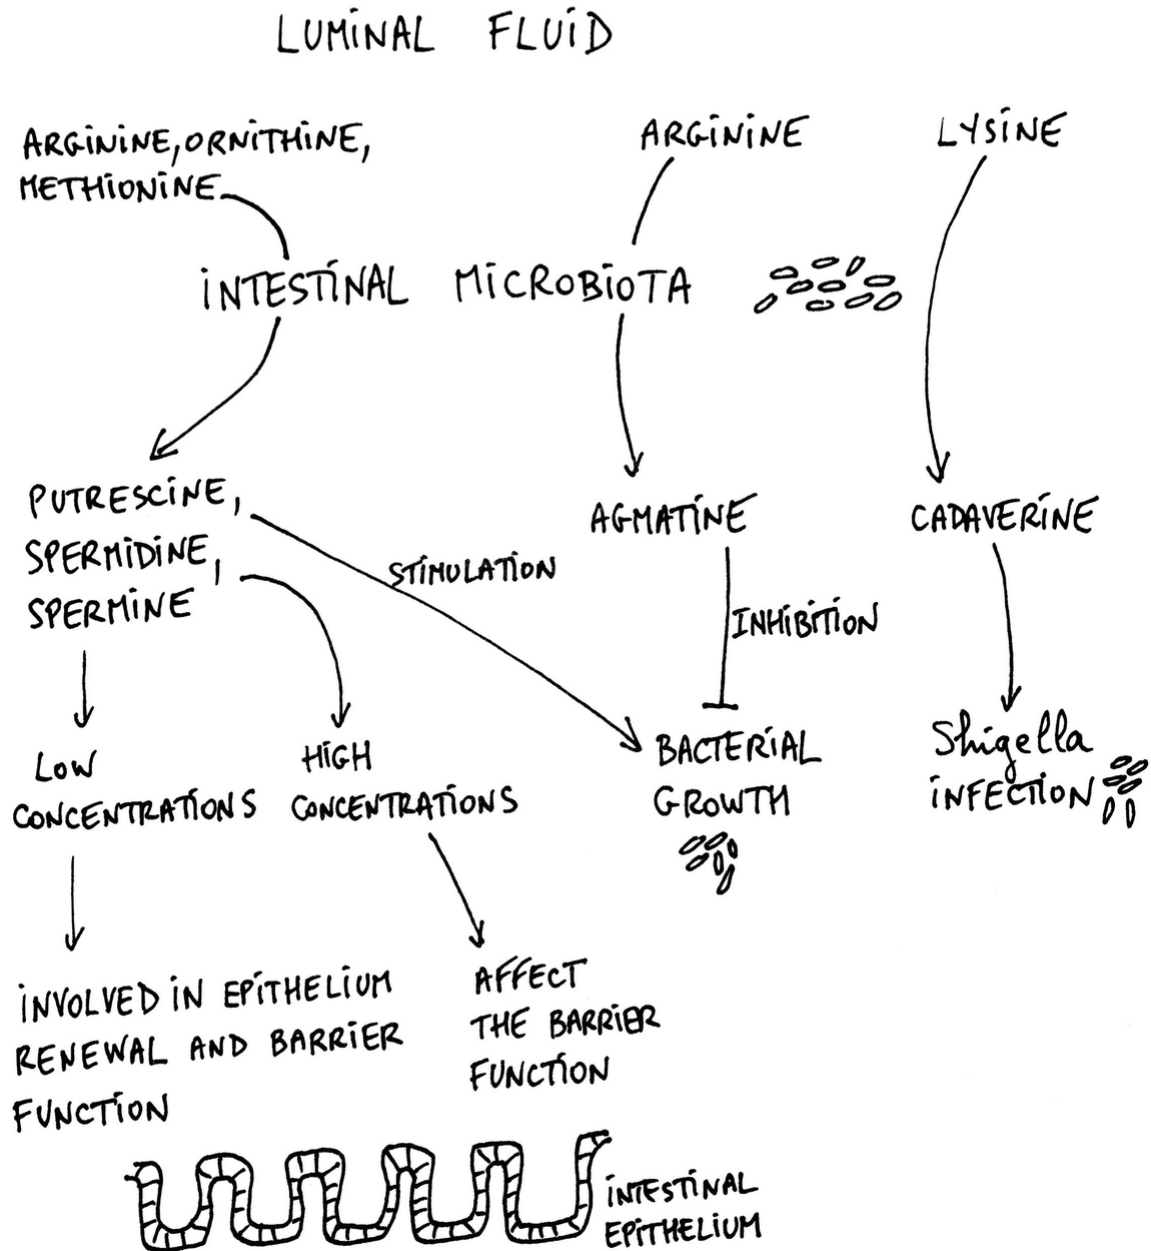 LUMINAL FLUID
ARGININE, ORNITHINE,
METHIONINE
ARGININE
LYSINE
INTESTINAL MICROBIOTA
PUTRESCINE,
SPERMIDINE,
SPERMINE
STIMULATION
AGMATINE
CADAVERINE
INHIBITION
LOW
CONCENTRATIONS
HIGH
CONCENTRATIONS
BACTERIAL
GROWTH
Shigella
INFECTION
INVOLVED IN EPITHELIUM
RENEWAL AND BARRIER
FUNCTION
AFFECT
THE BARRIER
FUNCTION
INTESTINAL
EPITHELIUM